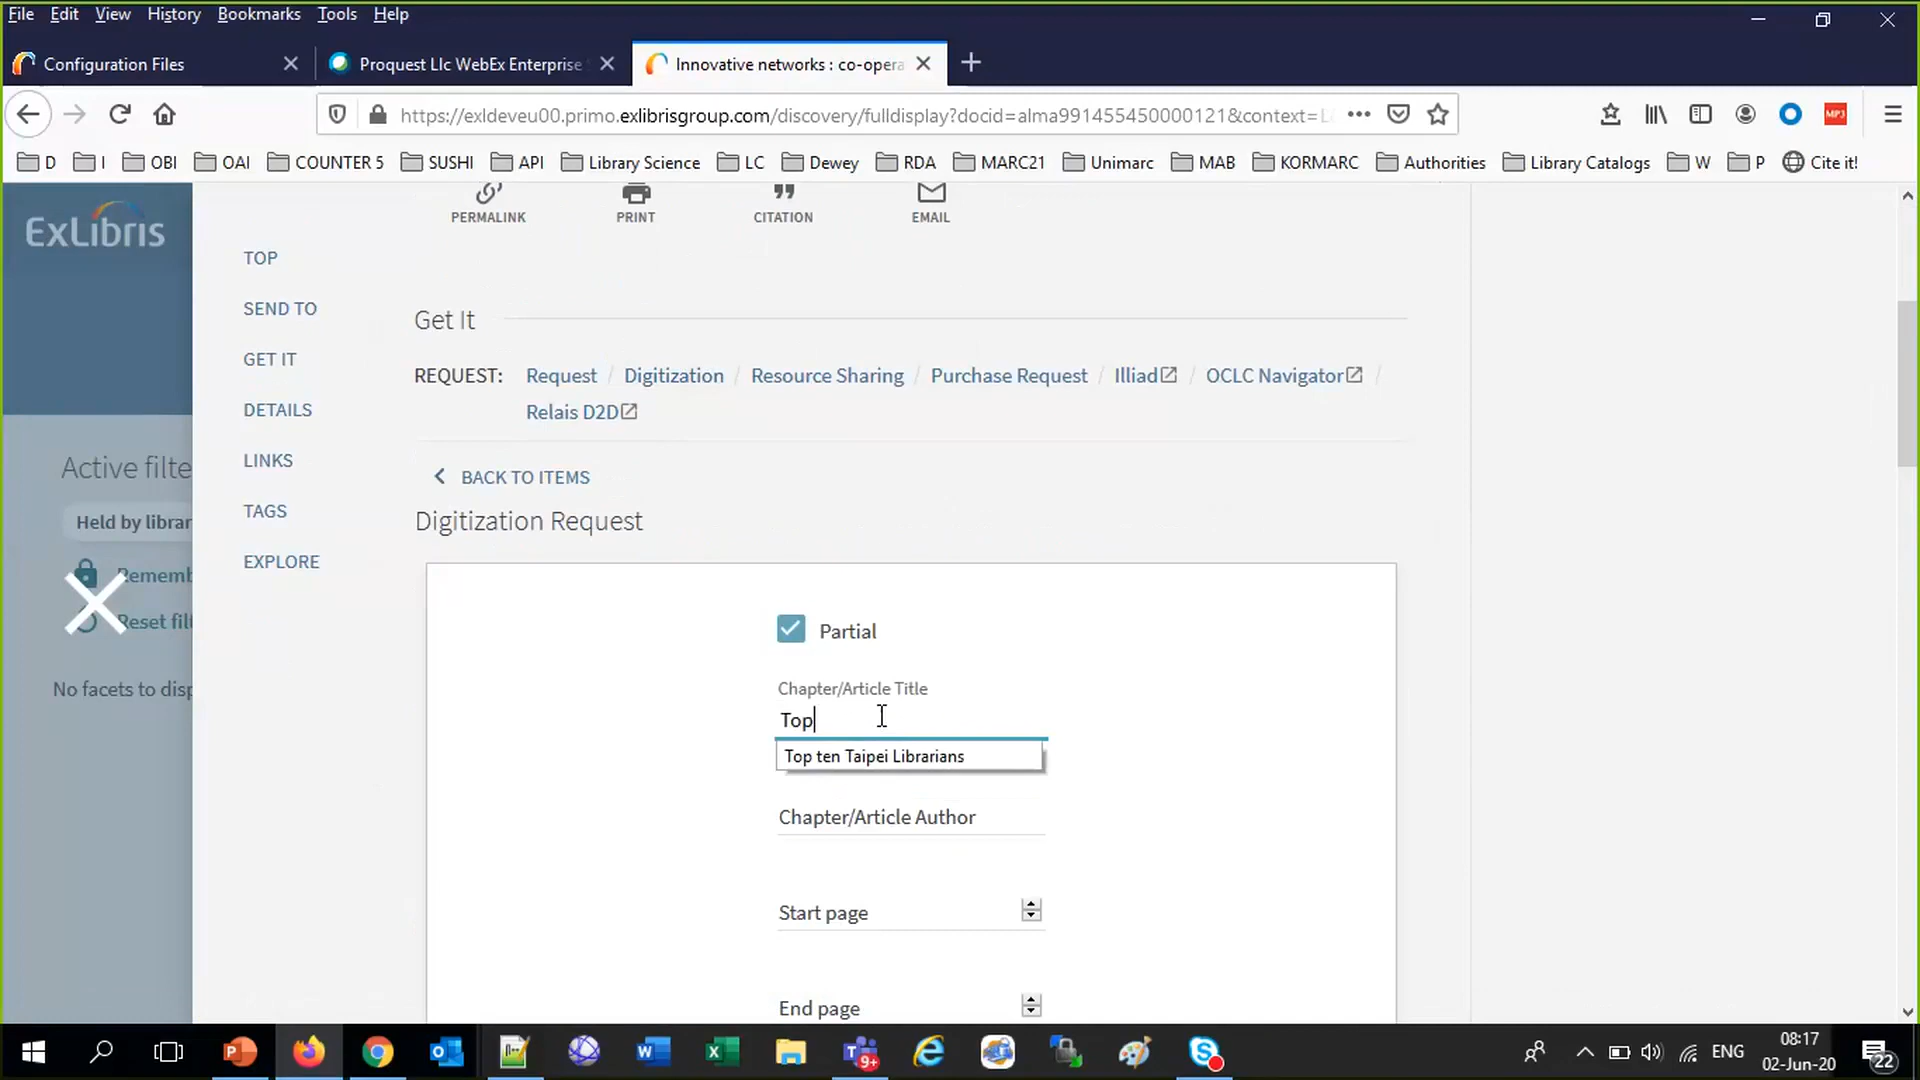 File Edit View History Bookmarks Tools Help
Configuration Files
Proquest Llc WebEx Enterprise
Innovative networks : co-opera
https://exldeveu00.primo.exlibrisgroup.com/discovery/fulldisplay?docid=alma991455450000121&context=L
MP3
D I OBI OAI COUNTER 5 SUSHI API Library Science LC Dewey RDA MARC21 Unimarc MAB KORMARC Authorities Library Catalogs W P Cite it!
ExLibris
PERMALINK PRINT CITATION EMAIL
TOP
SEND TO
GET IT
DETAILS
LINKS
TAGS
EXPLORE
Active filte
Held by librar
Rememb
Reset filt
No facets to disp
Get It
REQUEST: Request / Digitization / Resource Sharing / Purchase Request / Illiad / OCLC Navigator /
Relais D2D
BACK TO ITEMS
Digitization Request
Partial
Chapter/Article Title
Top
Top ten Taipei Librarians
Chapter/Article Author
Start page
End page
9+
ENG
08:17
02-Jun-20
22